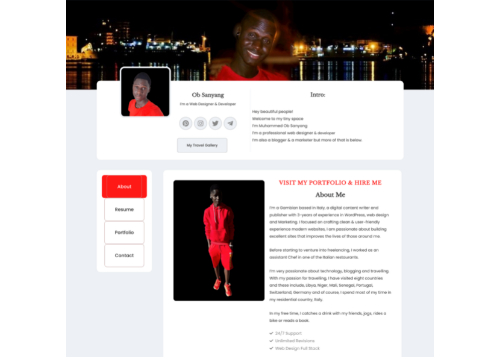 Ob Sanyang
I'm a Web Designer & Developer
My Travel Gallery
Intro:
Hey beautiful people!
Welcome to my tiny space
I'm Muhammed Ob Sanyang
I'm a professional web designer & developer
I'm also a blogger & a marketer but more of that is below.
About
Resume
Portfolio
Contact
VISIT MY PORTFOLIO & HIRE ME
About Me
I'm a Gambian based in Italy, a digital content writer and
publisher with 5 years of experience in WordPress, web design
and Marketing. I focused on crafting clean & user-friendly
experience modern websites, I am passionate about building
excellent sites that improves the lives of those around me.
Before starting to venture into freelancing, I worked as an
assistant Chef in one of the Italian restaurants.
I'm very passionate about technology, blogging and travelling.
With my passion for travelling, I have visited eight countries
and these include, Libya, Niger, Mali, Senegal, Portugal,
Switzerland, Germany and of course, I spend most of my time in
my residential country, Italy.
In my free time, I catches a drink with my friends, jogs, rides a
bike or reads a book.
24/7 Support
Unlimited Revisions
Web Design Full Stack